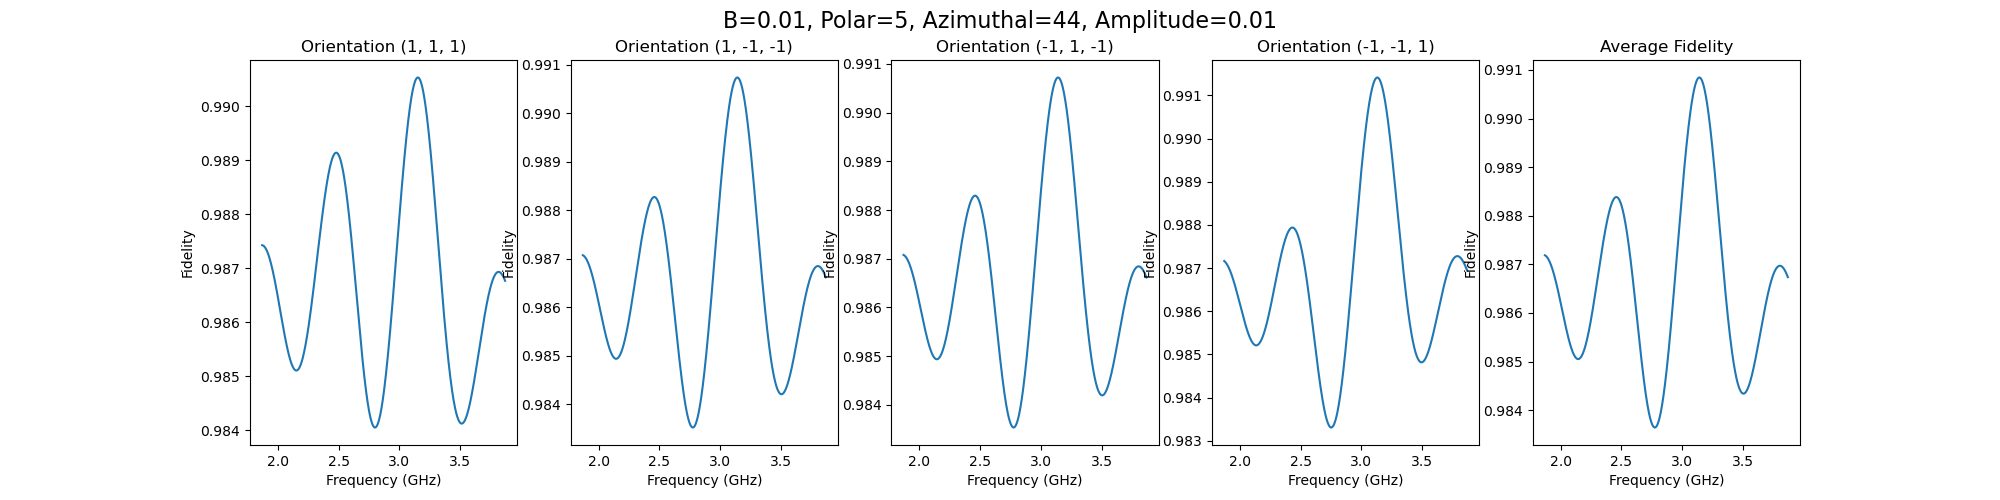 B=0.01, Polar=5, Azimuthal=44, Amplitude=0.01
Orientation (1, 1, 1)
Fidelity
0.990
0.989
0.988
0.987
0.986
0.985
0.984
2.0 2.5 3.0 3.5
Frequency (GHz)
Orientation (1, -1, -1)
Fidelity
0.991
0.990
0.989
0.988
0.987
0.986
0.985
0.984
2.0 2.5 3.0 3.5
Frequency (GHz)
Orientation (-1, 1, -1)
Fidelity
0.991
0.990
0.989
0.988
0.987
0.986
0.985
0.984
2.0 2.5 3.0 3.5
Frequency (GHz)
Orientation (-1, -1, 1)
Fidelity
0.991
0.990
0.989
0.988
0.987
0.986
0.985
0.984
0.983
2.0 2.5 3.0 3.5
Frequency (GHz)
Average Fidelity
Fidelity
0.991
0.990
0.989
0.988
0.987
0.986
0.985
0.984
2.0 2.5 3.0 3.5
Frequency (GHz)